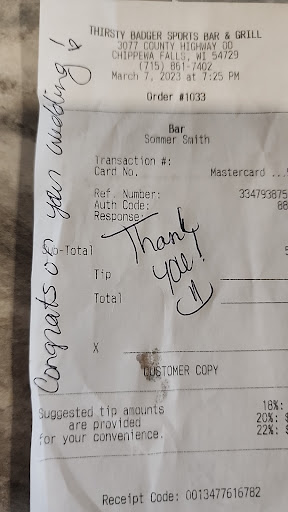 THIRSTY BADGER SPORTS BAR & GRILL
3077 COUNTY HIGHWAY OO
CHIPPEWA FALLS, WI 54729
(715) 861-7402
March 7, 2023 at 7:25 PM
Order #1033
Bar
Sommer Smith
Transaction #:
Card No. Mastercard ...
Ref. Number: 334793875
Auth Code: 88
Response:
Thank
you!
-Total
Tip
Total
X
CUSTOMER COPY
Suggested tip amounts
are provided
for your convenience.
18%:
20%: $
22%: $
Receipt Code: 0013477616782
Congrats on your wedding!